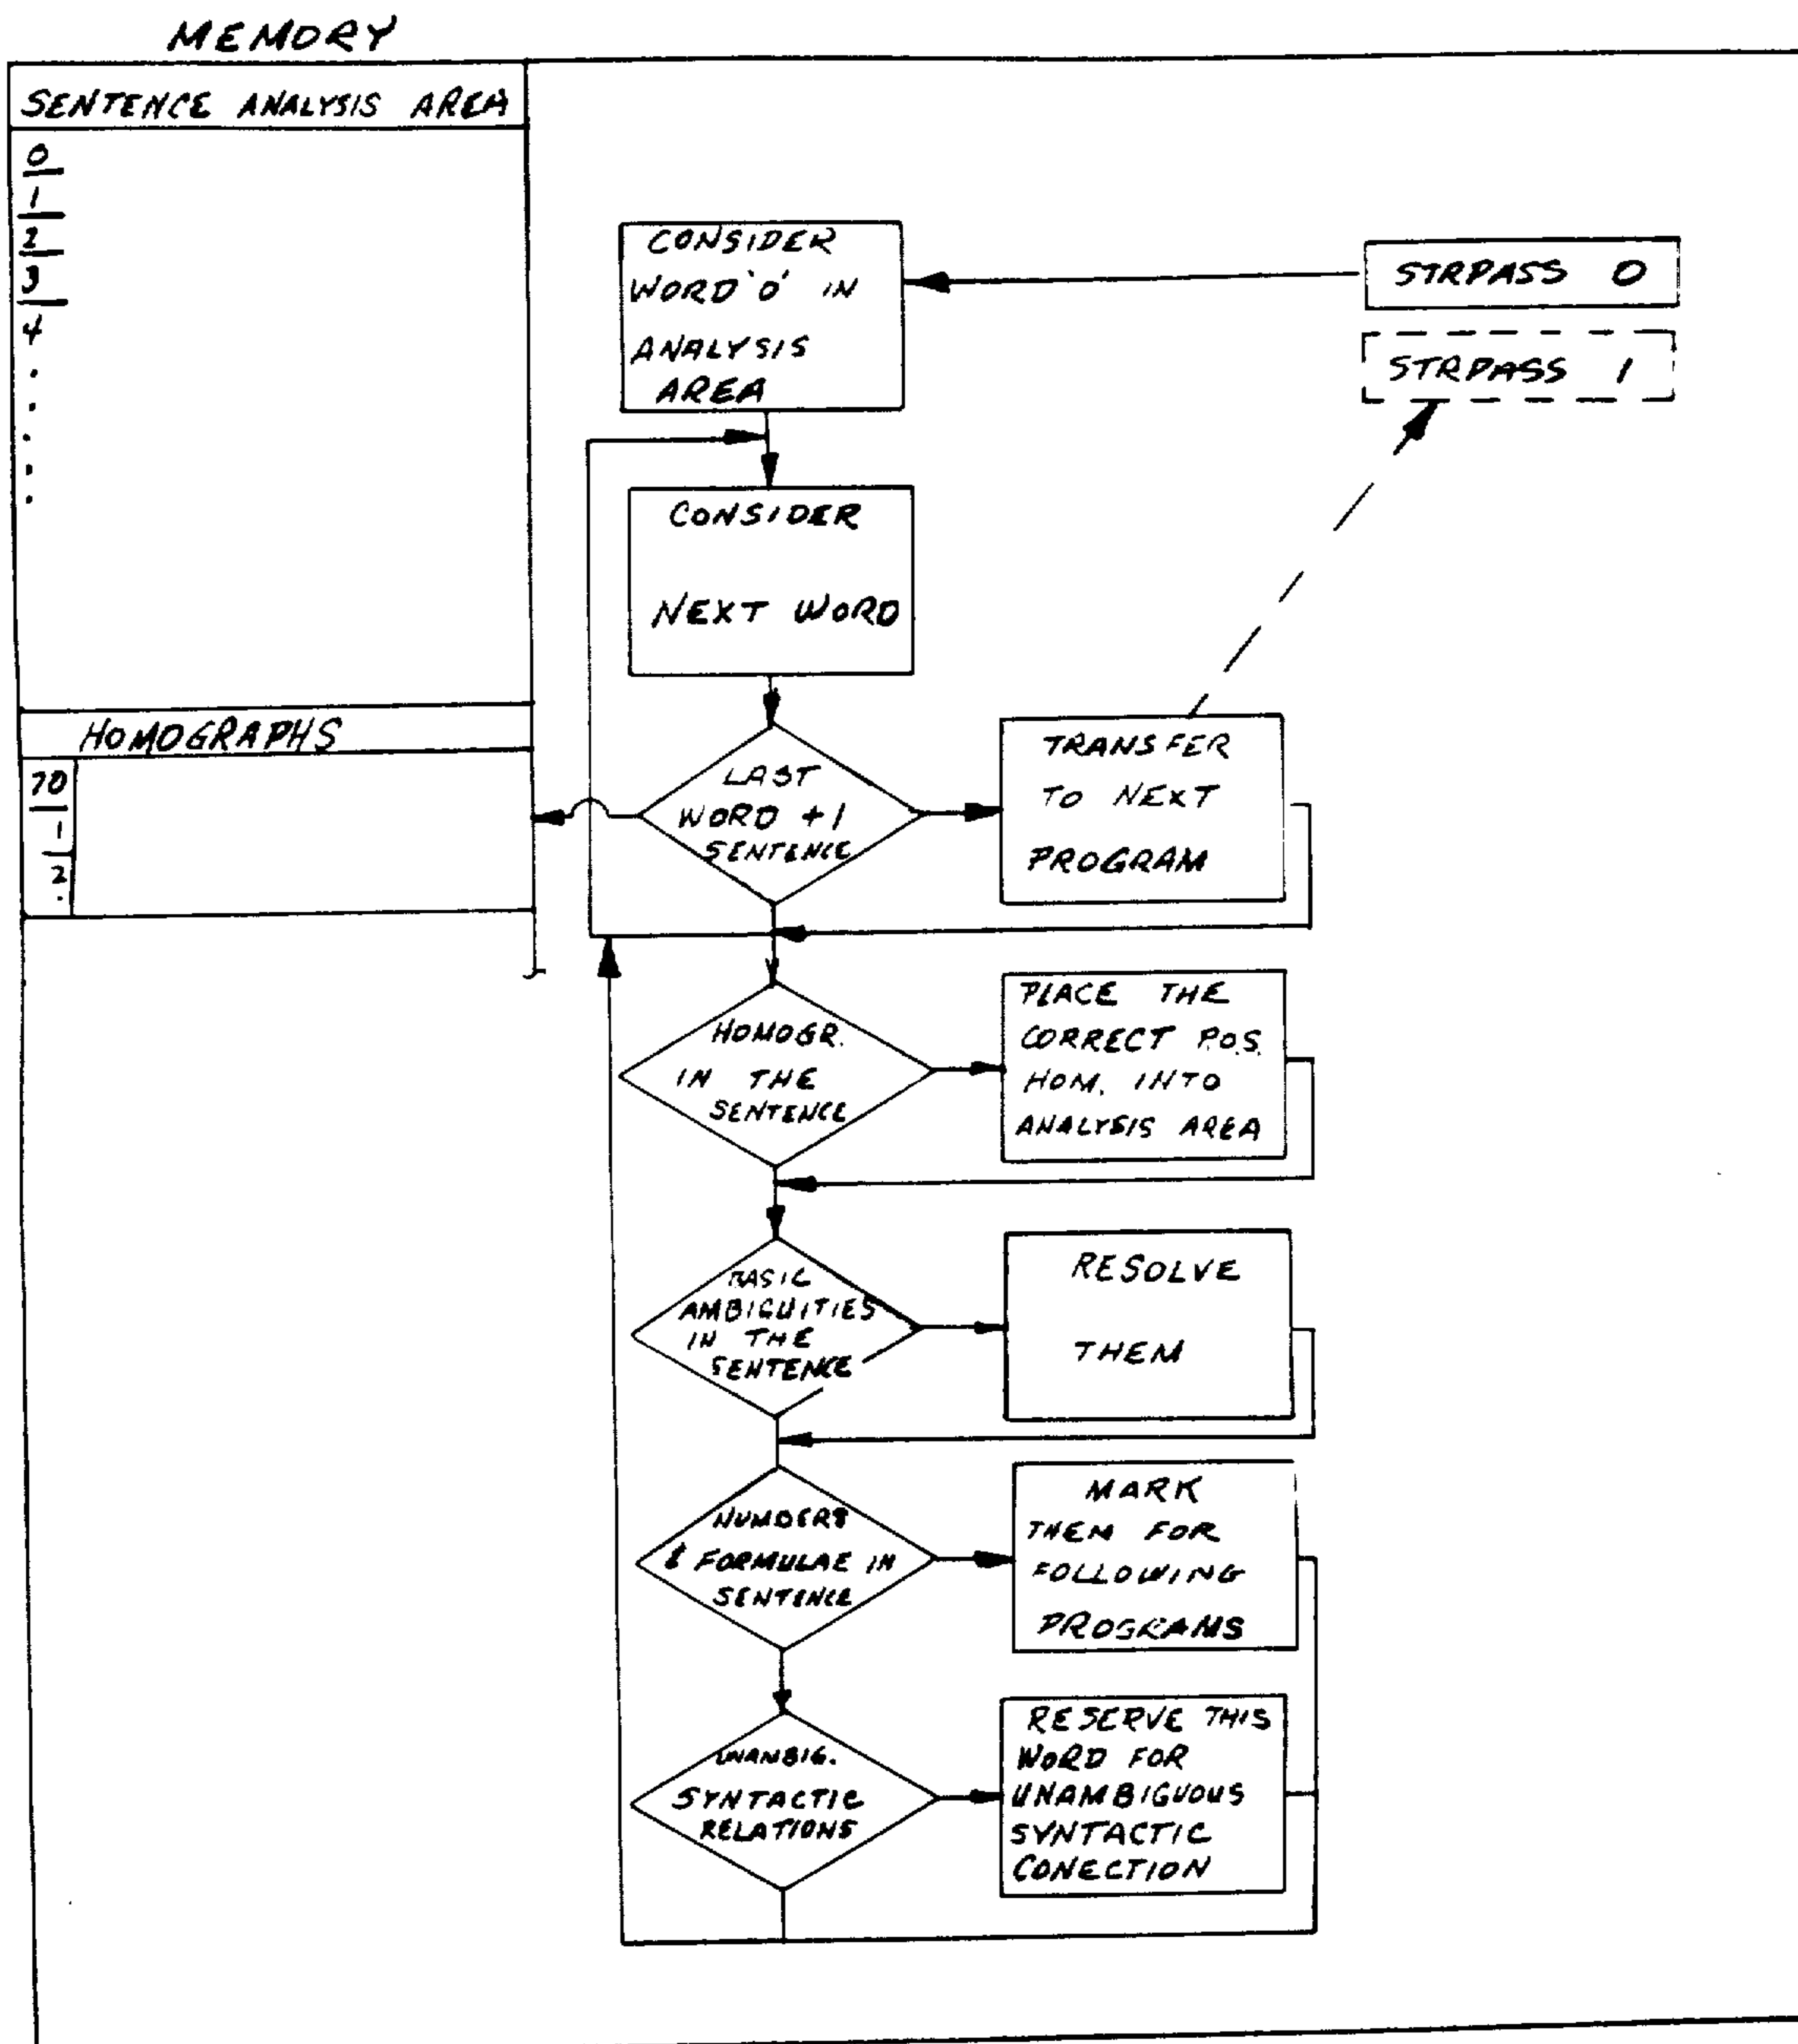 MEMORY
SENTENCE ANALYSIS AREA
0
1
2
3
4
.
.
.
.
.
HOMOGRAPHS
70
1
2
.
CONSIDER
WORD 'O' IN
ANALYSIS
AREA
STRPASS 0
STRPASS 1
CONSIDER
NEXT WORD
LAST
WORD +1
SENTENCE
TRANSFER
TO NEXT
PROGRAM
HOMOGR.
IN THE
SENTENCE
PLACE THE
CORRECT P.O.S.
HOM. INTO
ANALYSIS AREA
BASIC
AMBIGUITIES
IN THE
SENTENCE
RESOLVE
THEM
NUMBERS
& FORMULAE IN
SENTENCE
MARK
THEM FOR
FOLLOWING
PROGRAMS
UNAMBIG.
SYNTACTIC
RELATIONS
RESERVE THIS
WORD FOR
UNAMBIGUOUS
SYNTACTIC
CONECTION